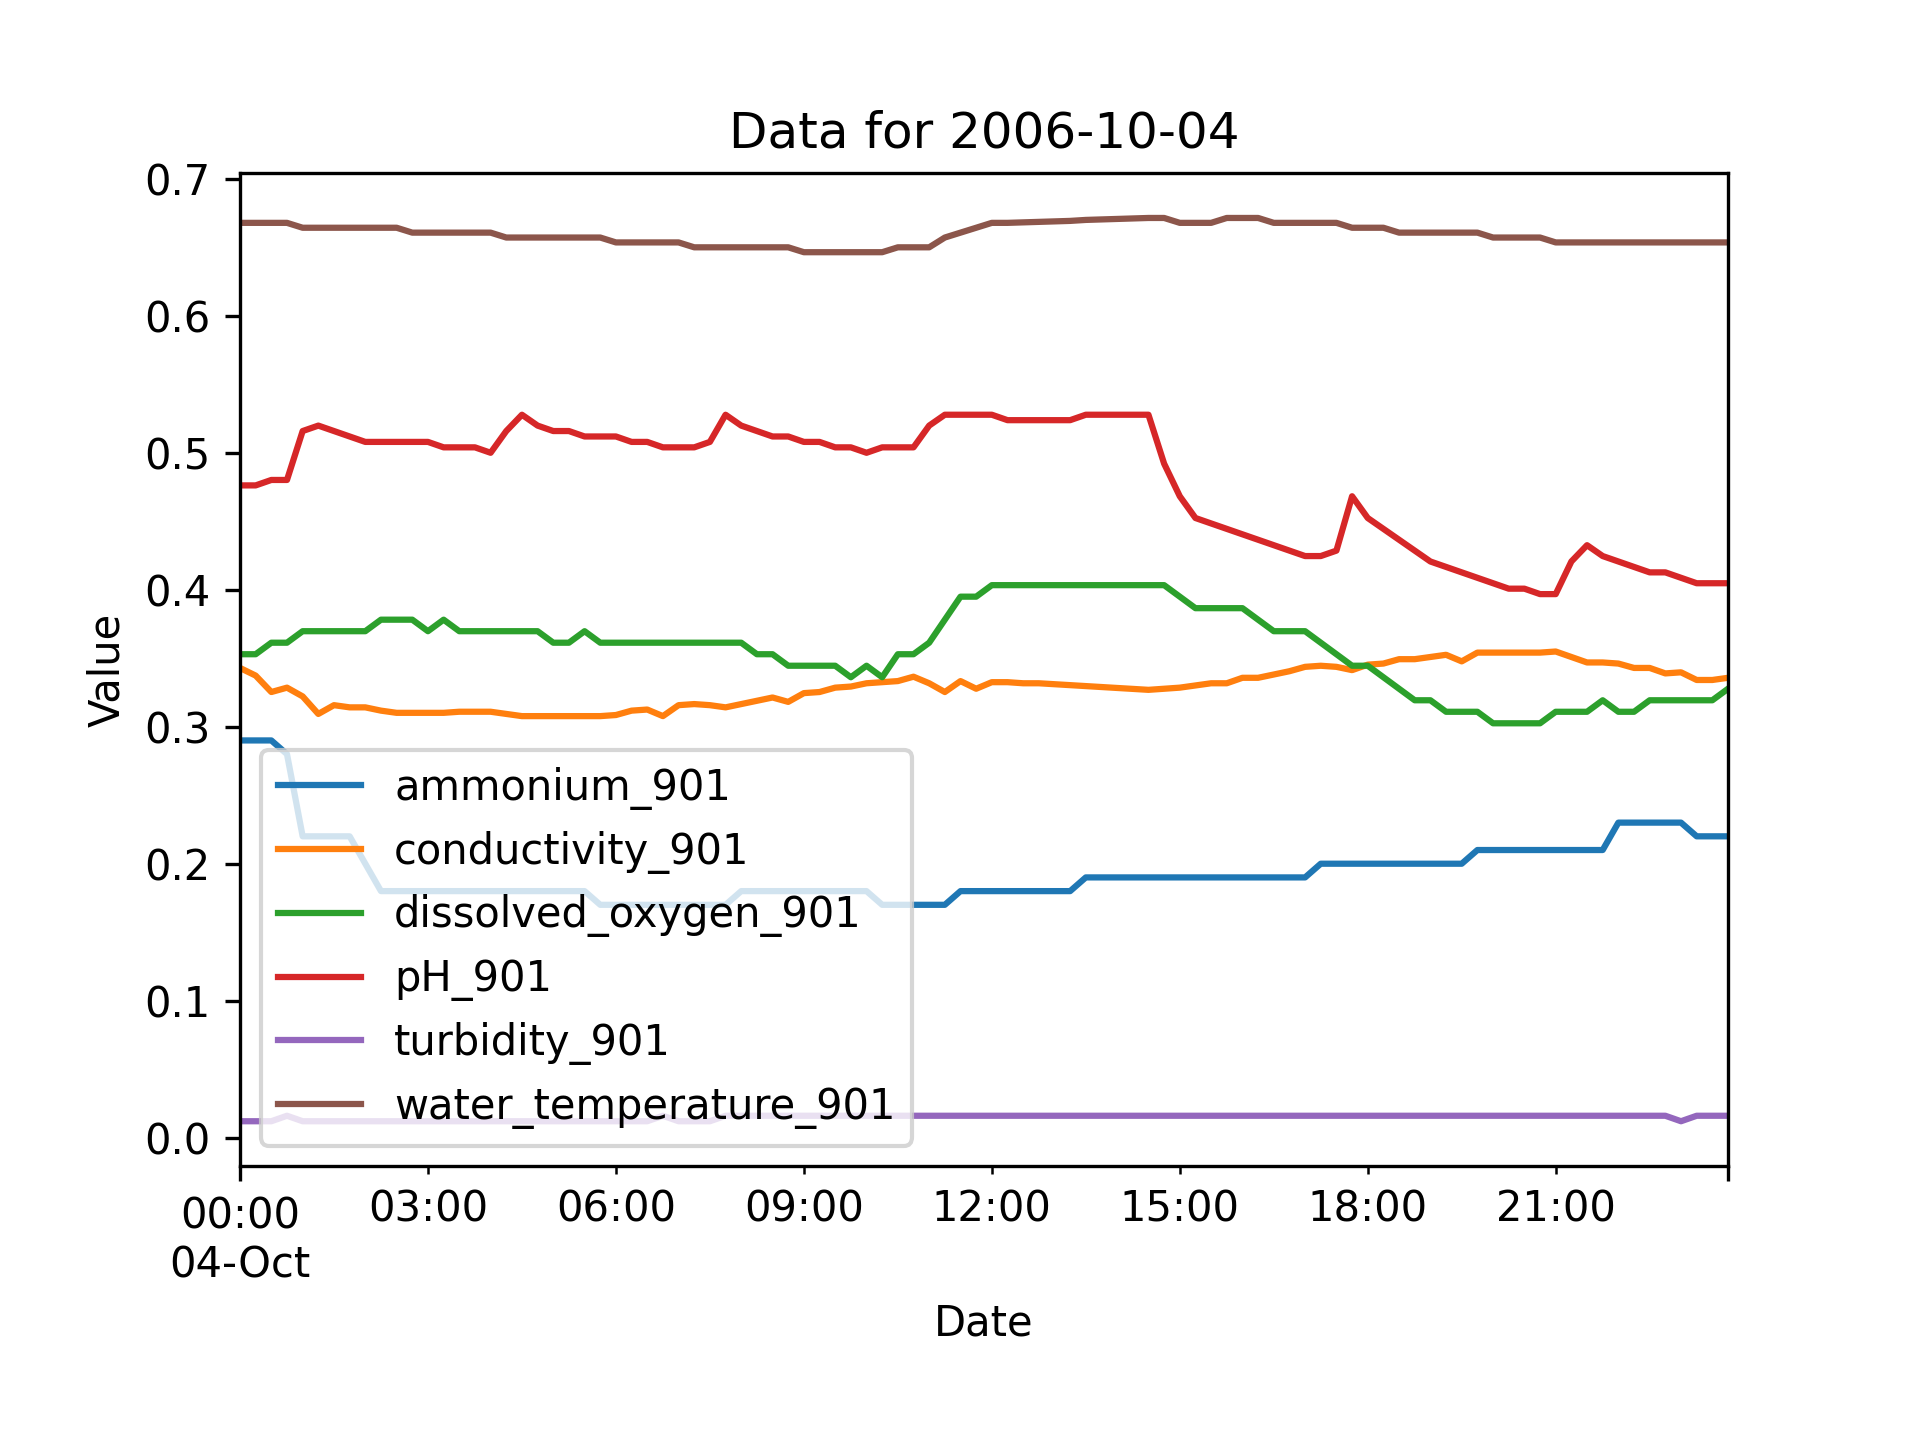 Data for 2006-10-04
0.7
0.6
0.5
0.4
0.3
0.2
0.1
0.0
Value
ammonium_901
conductivity_901
dissolved_oxygen_901
pH_901
turbidity_901
water_temperature_901
00:00 03:00 06:00 09:00 12:00 15:00 18:00 21:00
04-Oct
Date